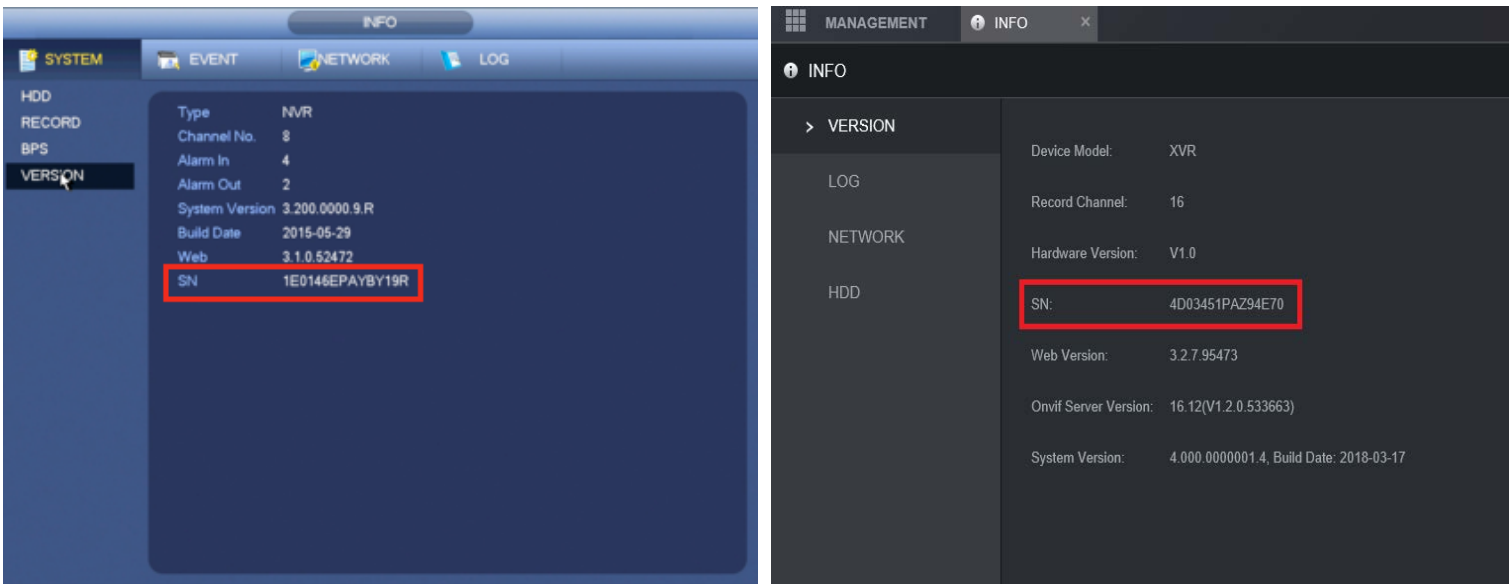 INFO
SYSTEM EVENT NETWORK LOG
HDD
RECORD
BPS
VERSION
Type NVR
Channel No. 8
Alarm In 4
Alarm Out 2
System Version 3.200.0000.9.R
Build Date 2015-05-29
Web 3.1.0.52472
SN 1E0146EPAYBY19R
MANAGEMENT INFO ×
INFO
VERSION
LOG
NETWORK
HDD
Device Model: XVR
Record Channel: 16
Hardware Version: V1.0
SN: 4D03451PAZ94E70
Web Version: 3.2.7.95473
Onvif Server Version: 16.12(V1.2.0.533663)
System Version: 4.000.0000001.4, Build Date: 2018-03-17